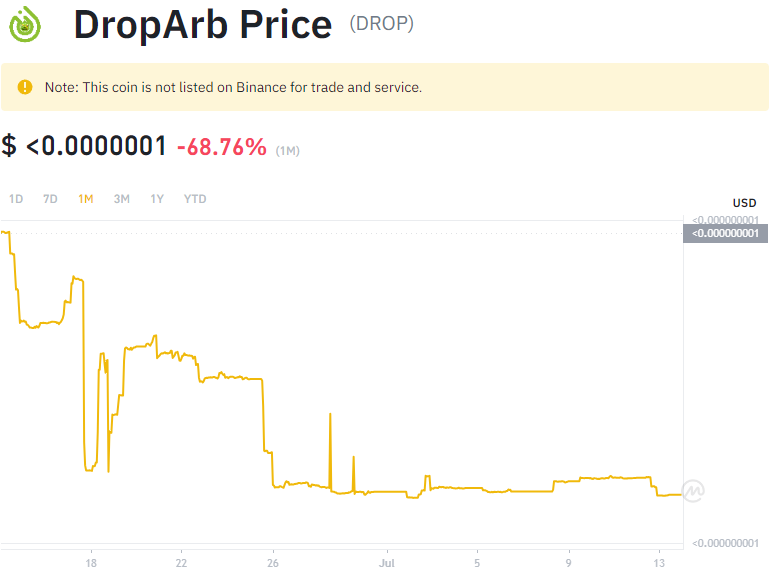 DropArb Price (DROP)
Note: This coin is not listed on Binance for trade and service.
$ <0.0000001 -68.76% (1M)
1D 7D 1M 3M 1Y YTD
USD
<0.000000001
<0.000000001
<0.000000001
18 22 26 Jul 5 9 13